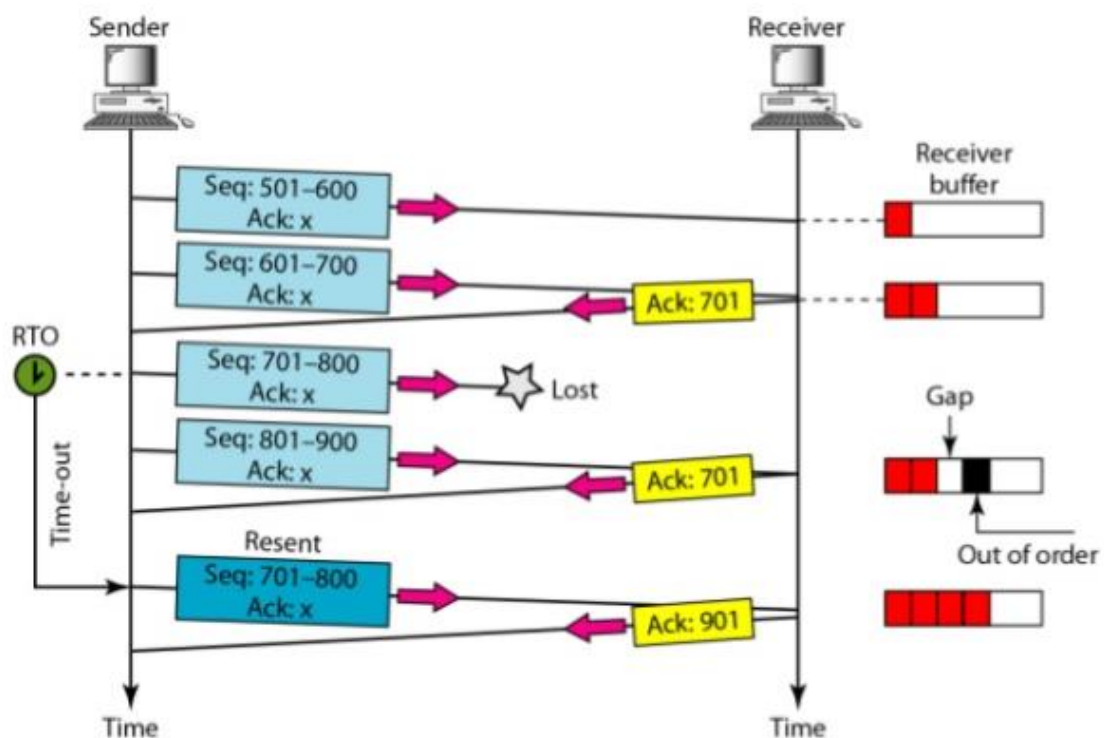 Sender
Receiver
Receiver
buffer
Seq: 501–600
Ack: x
Seq: 601–700
Ack: x
Ack: 701
RTO
Seq: 701–800
Ack: x
Lost
Gap
Seq: 801–900
Ack: x
Ack: 701
Time-out
Out of order
Resent
Seq: 701–800
Ack: x
Ack: 901
Time
Time